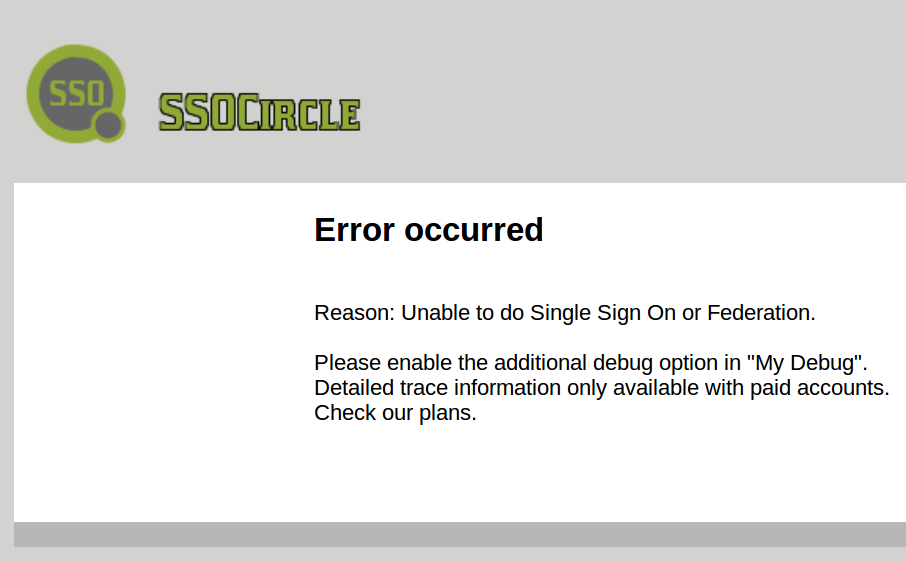 SSO
SSOCIRCLE
Error occurred
Reason: Unable to do Single Sign On or Federation.
Please enable the additional debug option in "My Debug".
Detailed trace information only available with paid accounts.
Check our plans.